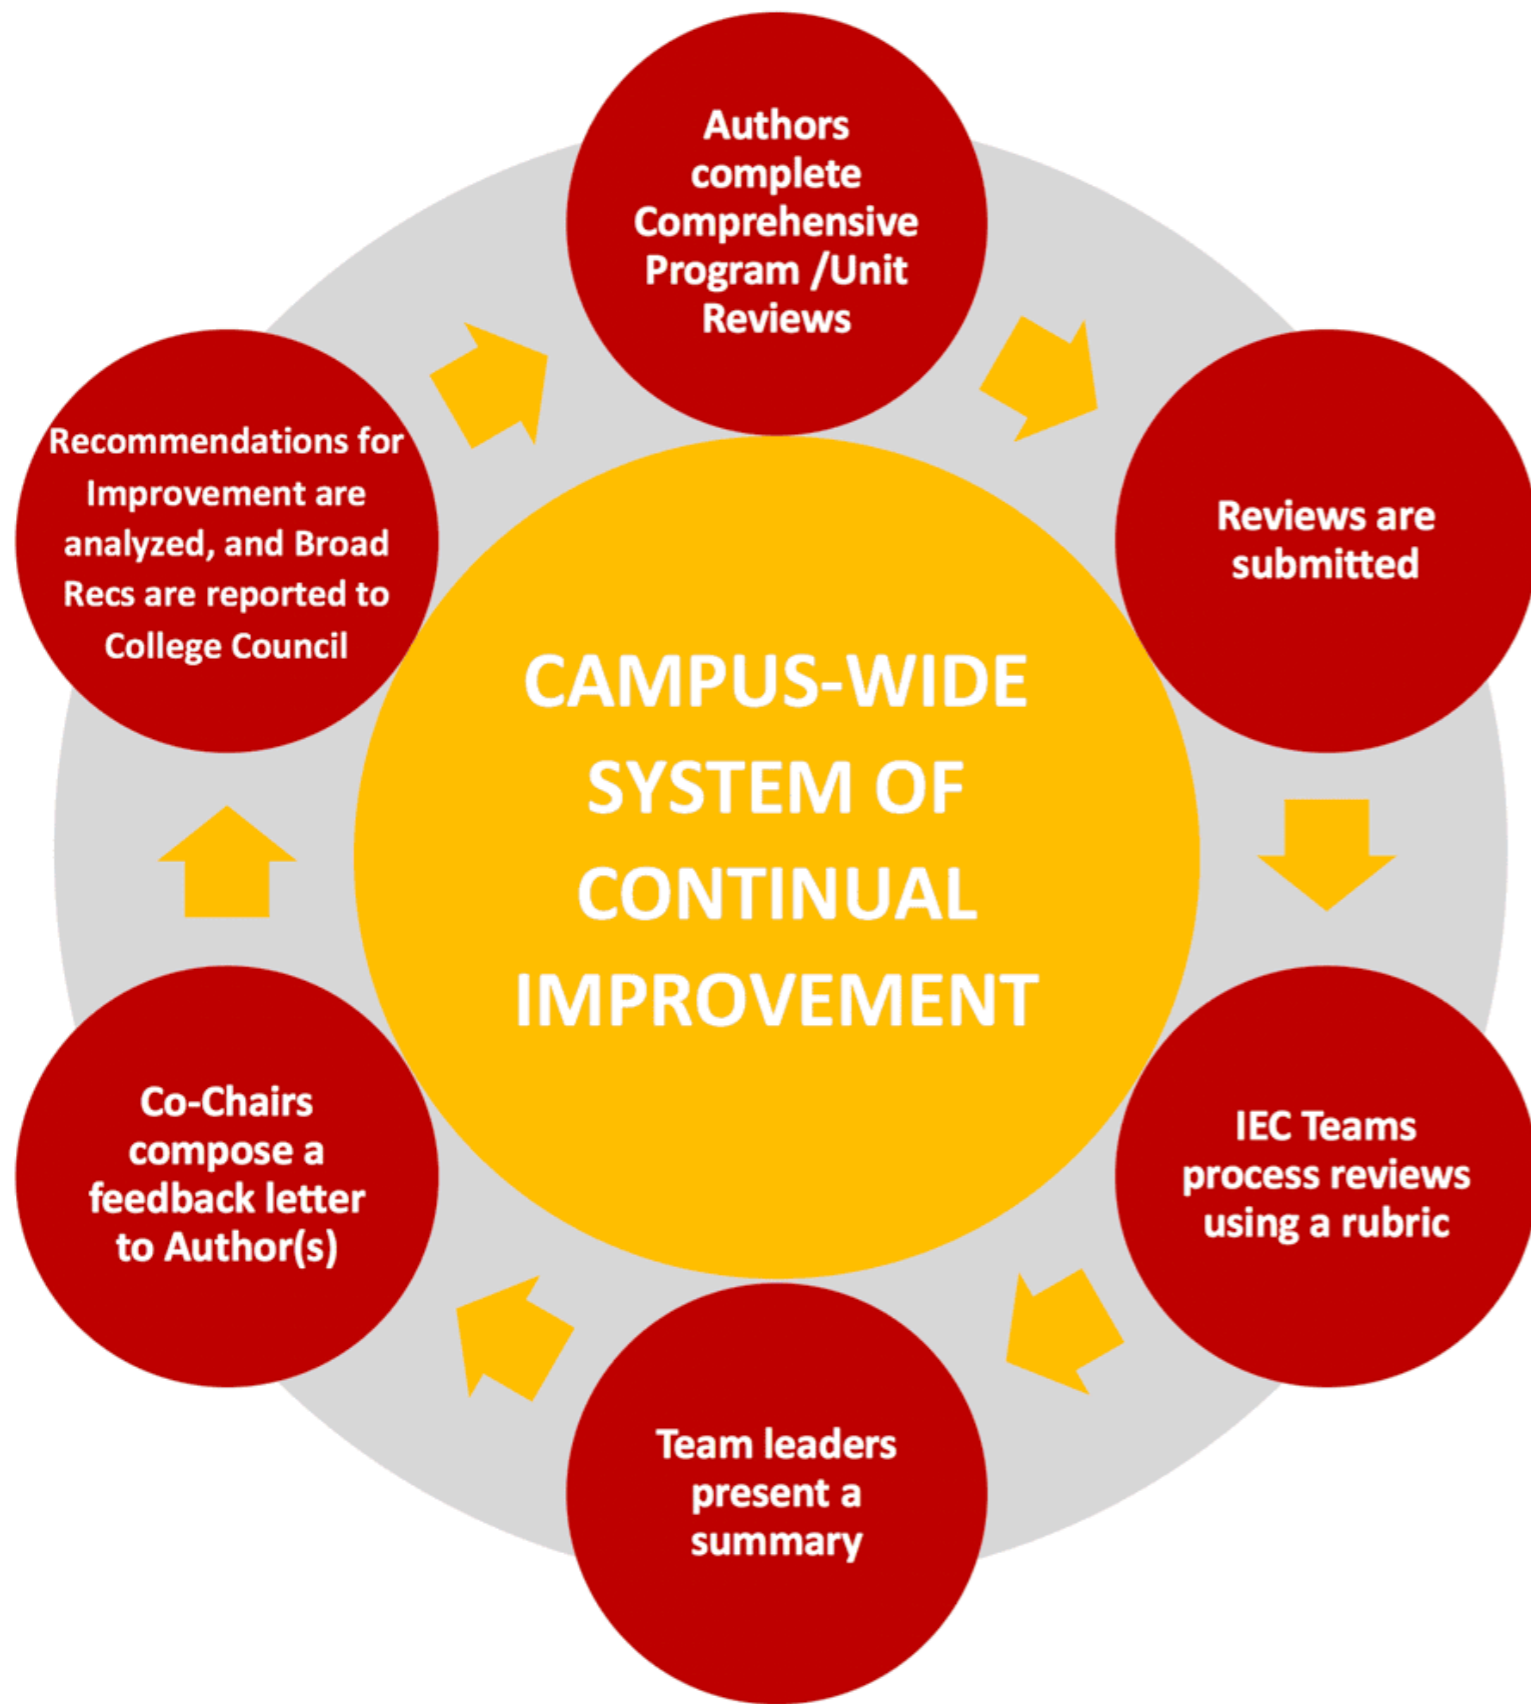 Authors
complete
Comprehensive
Program /Unit
Reviews
Reviews are
submitted
IEC Teams
process reviews
using a rubric
Team leaders
present a
summary
Co-Chairs
compose a
feedback letter
to Author(s)
Recommendations for
Improvement are
analyzed, and Broad
Recs are reported to
College Council
CAMPUS-WIDE
SYSTEM OF
CONTINUAL
IMPROVEMENT